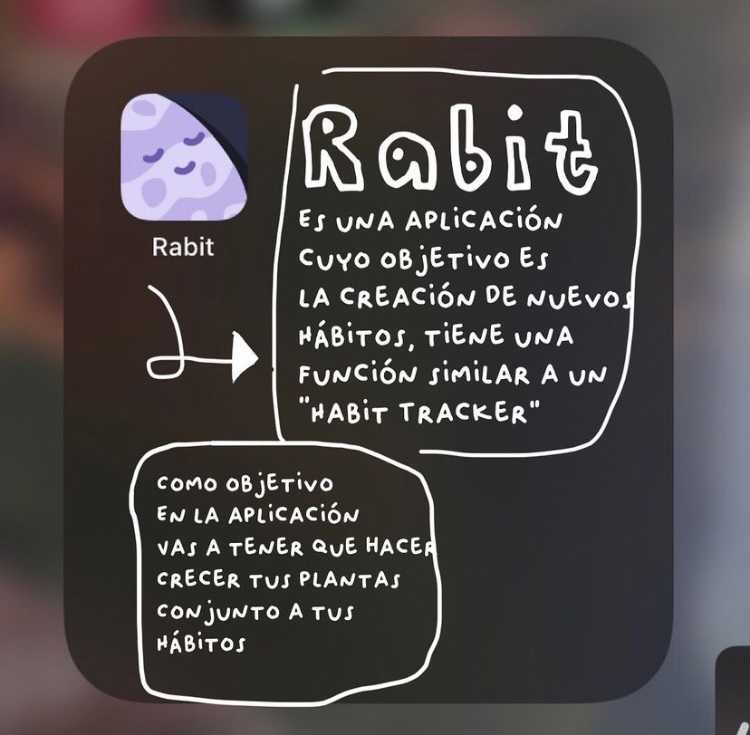 Rabit
Rabit
ES UNA APLICACIÓN
CUYO OBJETIVO ES
LA CREACIÓN DE NUEVOS
HÁBITOS, TIENE UNA
FUNCIÓN SIMILAR A UN
"HABIT TRACKER"
COMO OBJETIVO
EN LA APLICACIÓN
VAS A TENER QUE HACER
CRECER TUS PLANTAS
CONJUNTO A TUS
HÁBITOS